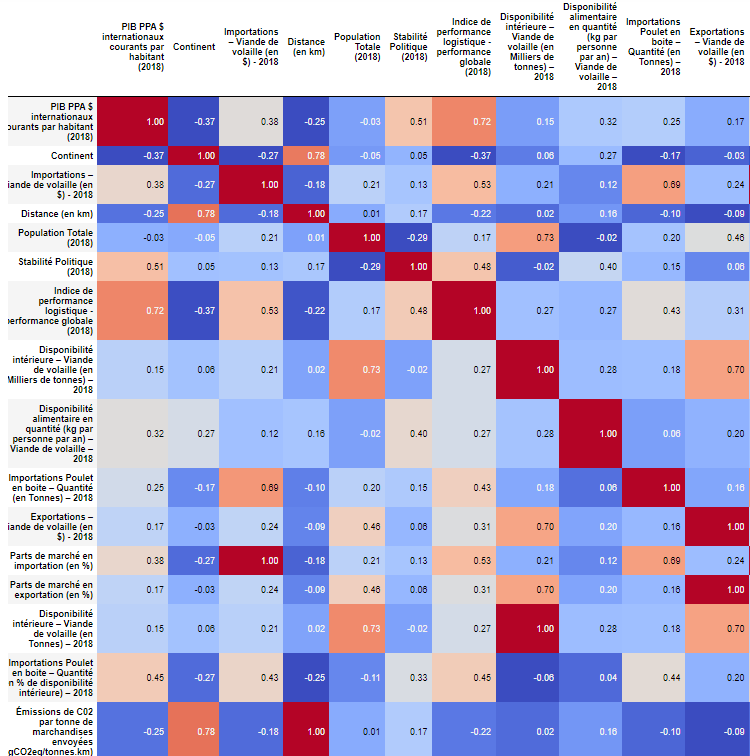 PIB PPA $ internationaux courants par habitant (2018) Continent Importations – Viande de volaille (en $) - 2018 Distance (en km) Population Totale (2018) Stabilité Politique (2018) Indice de performance logistique - performance globale (2018) Disponibilité intérieure – Viande de volaille (en Milliers de tonnes) – 2018 Disponibilité alimentaire en quantité (kg par personne par an) – Viande de volaille – 2018 Importations Poulet en boite – Quantité (en Tonnes) – 2018 Exportations – Viande de volaille (en $) - 2018
PIB PPA $ internationaux courants par habitant (2018) 1.00 -0.37 0.38 -0.25 -0.03 0.51 0.72 0.15 0.32 0.25 0.17
Continent -0.37 1.00 -0.27 0.78 -0.05 0.05 -0.37 0.06 0.27 -0.17 -0.03
Importations – Viande de volaille (en $) - 2018 0.38 -0.27 1.00 -0.18 0.21 0.13 0.53 0.21 0.12 0.69 0.24
Distance (en km) -0.25 0.78 -0.18 1.00 0.01 0.17 -0.22 0.02 0.16 -0.10 -0.09
Population Totale (2018) -0.03 -0.05 0.21 0.01 1.00 -0.29 0.17 0.73 -0.02 0.20 0.46
Stabilité Politique (2018) 0.51 0.05 0.13 0.17 -0.29 1.00 0.48 -0.02 0.40 0.15 0.06
Indice de performance logistique - performance globale (2018) 0.72 -0.37 0.53 -0.22 0.17 0.48 1.00 0.27 0.27 0.43 0.31
Disponibilité intérieure – Viande de volaille (en Milliers de tonnes) – 2018 0.15 0.06 0.21 0.02 0.73 -0.02 0.27 1.00 0.28 0.18 0.70
Disponibilité alimentaire en quantité (kg par personne par an) – Viande de volaille – 2018 0.32 0.27 0.12 0.16 -0.02 0.40 0.27 0.28 1.00 0.06 0.20
Importations Poulet en boite – Quantité (en Tonnes) – 2018 0.25 -0.17 0.69 -0.10 0.20 0.15 0.43 0.18 0.06 1.00 0.16
Exportations – Viande de volaille (en $) - 2018 0.17 -0.03 0.24 -0.09 0.46 0.06 0.31 0.70 0.20 0.16 1.00
Parts de marché en importation (en %) 0.38 -0.27 1.00 -0.18 0.21 0.13 0.53 0.21 0.12 0.69 0.24
Parts de marché en exportation (en %) 0.17 -0.03 0.24 -0.09 0.46 0.06 0.31 0.70 0.20 0.16 1.00
Disponibilité intérieure – Viande de volaille (en Tonnes) – 2018 0.15 0.06 0.21 0.02 0.73 -0.02 0.27 1.00 0.28 0.18 0.70
Importations Poulet en boite – Quantité (en % de disponibilité intérieure) – 2018 0.45 -0.27 0.43 -0.25 -0.11 0.33 0.45 -0.06 0.04 0.44 0.20
Émissions de C02 par tonne de marchandises envoyées gCO2eq/tonnes.km) -0.25 0.78 -0.18 1.00 0.01 0.17 -0.22 0.02 0.16 -0.10 -0.09